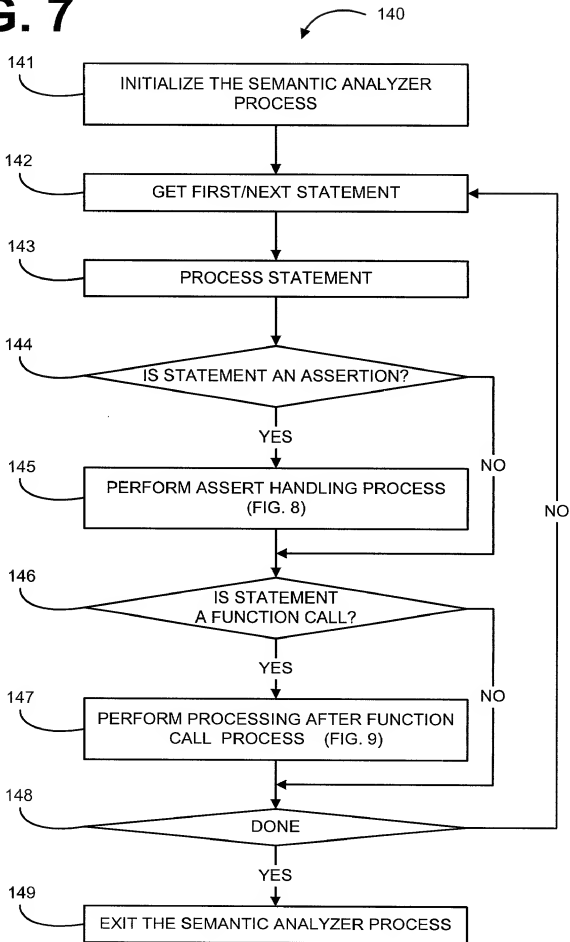 G. 7
140
141
INITIALIZE THE SEMANTIC ANALYZER
PROCESS
142
GET FIRST/NEXT STATEMENT
143
PROCESS STATEMENT
144
IS STATEMENT AN ASSERTION?
YES
NO
145
PERFORM ASSERT HANDLING PROCESS
(FIG. 8)
NO
146
IS STATEMENT
A FUNCTION CALL?
YES
NO
147
PERFORM PROCESSING AFTER FUNCTION
CALL PROCESS (FIG. 9)
148
DONE
YES
149
EXIT THE SEMANTIC ANALYZER PROCESS